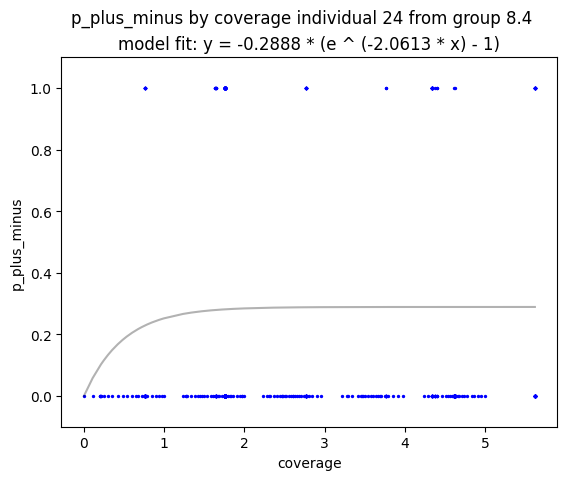 p_plus_minus by coverage individual 24 from group 8.4
model fit: y = -0.2888 * (e ^ (-2.0613 * x) - 1)
1.0
0.8
0.6
0.4
0.2
0.0
p_plus_minus
0 1 2 3 4 5
coverage